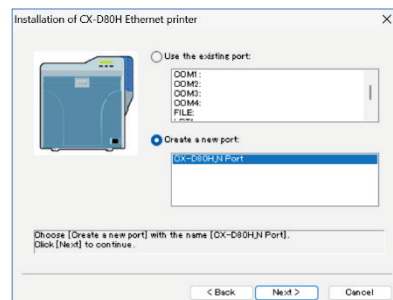 Installation of CX-D80H Ethernet printer
Use the existing port:
COM1:
COM2:
COM3:
COM4:
FILE:
LPT1:
Create a new port:
CX-D80H_N Port
Choose [Create a new port] with the name [CX-D80H_N Port].
Click [Next] to continue.
< Back
Next >
Cancel